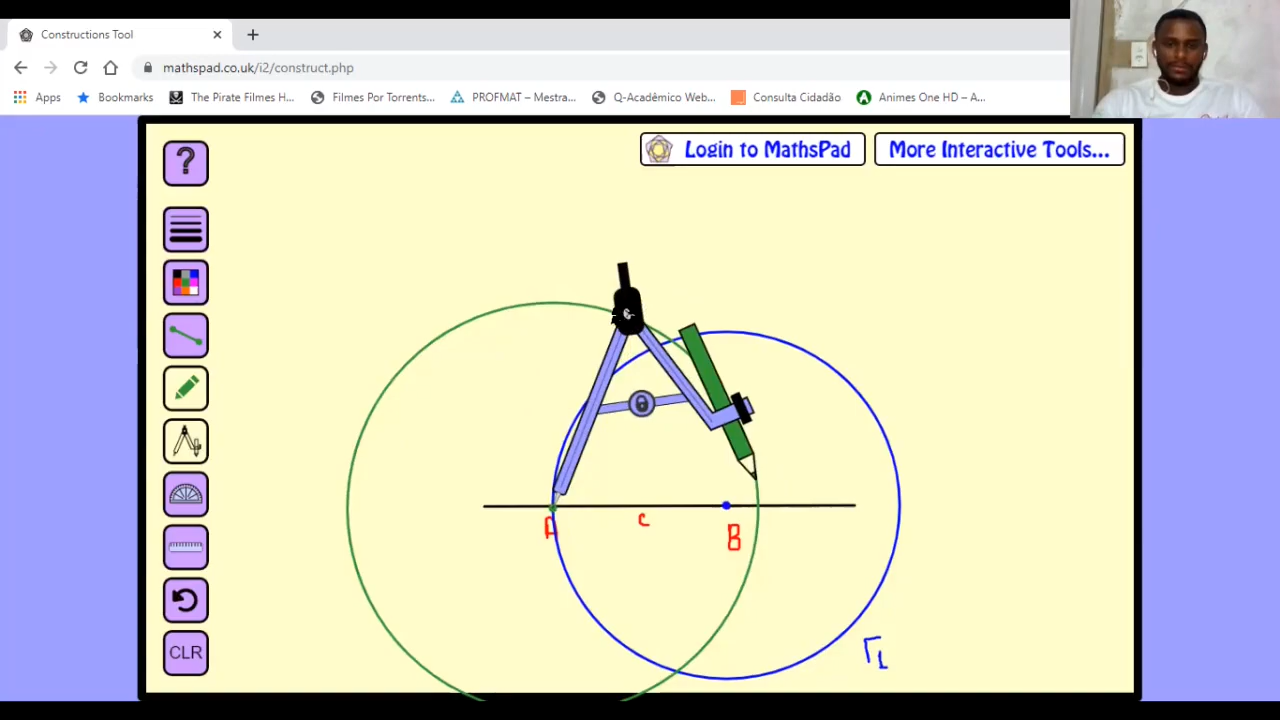 Constructions Tool
mathspad.co.uk/i2/construct.php
Apps Bookmarks The Pirate Filmes H... Filmes Por Torrents... PROFMAT – Mestra... Q-Acadêmico Web... Consulta Cidadão Animes One HD – A...
? Login to MathsPad More Interactive Tools...
A c B
Γ1
CLR